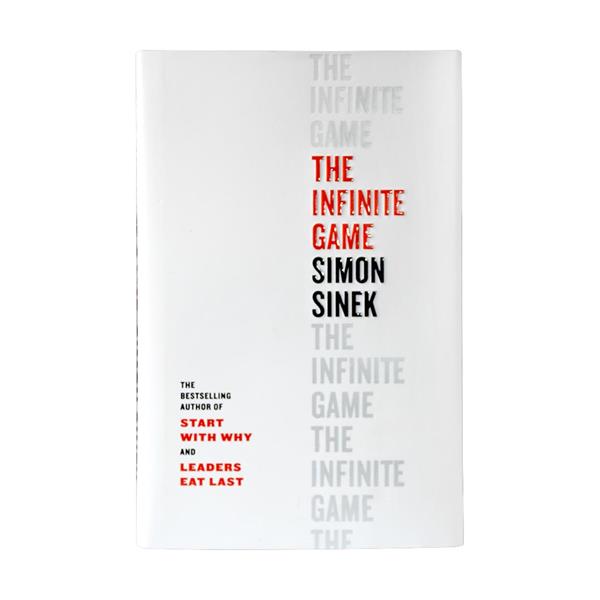 THE
INFINITE
GAME
THE
INFINITE
GAME
SIMON
SINEK
THE
INFINITE
GAME
THE
INFINITE
GAME
THE
THE
BESTSELLING
AUTHOR OF
START
WITH WHY
AND
LEADERS
EAT LAST